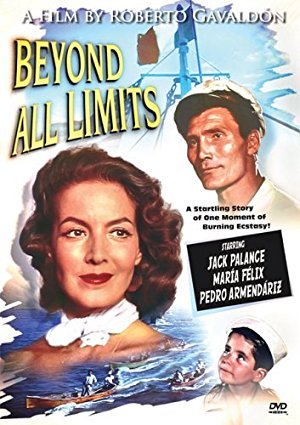 A FILM BY ROBERTO GAVALDÓN
BEYOND
ALL LIMITS
A Startling Story
of One Moment of
Burning Ecstasy!
STARRING
JACK PALANCE
MARÍA FÉLIX
PEDRO ARMENDÁRIZ
DVD